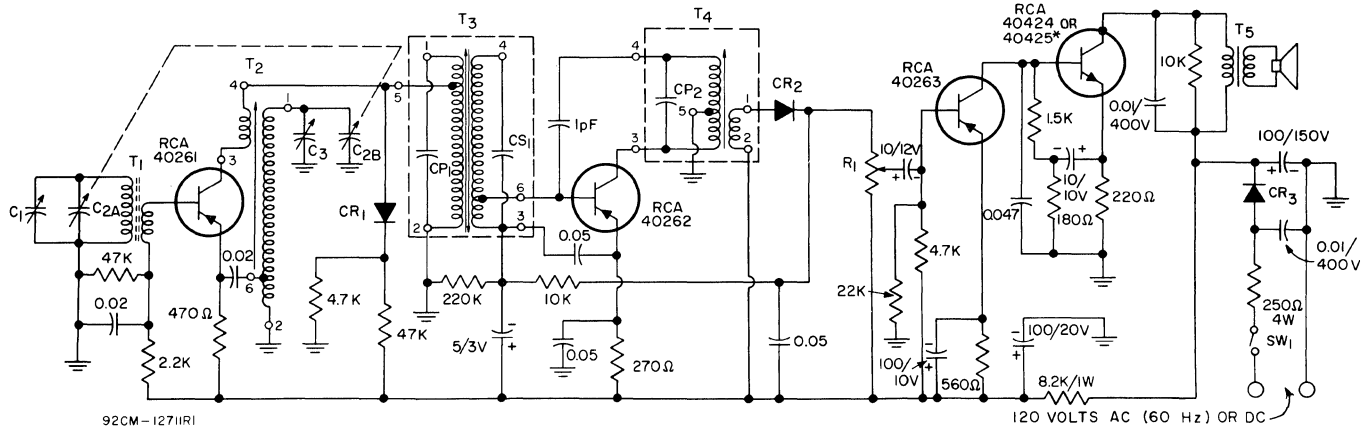 RCA
40261
T1
T2
T3
T4
T5
RCA
40262
RCA
40263
RCA
40424 OR
40425*
C1
C2A
C3
C2B
CR1
CP1
CS1
CP2
CR2
CR3
R1
SW1
1
2
3
4
6
5
1
2
4
6
3
4
5
3
1
2
47K
0.02
2.2K
470Ω
0.02
4.7K
47K
220K
10K
5/3V
- +
0.05
0.05
270Ω
1pF
0.05
10/12V
+ -
22K
4.7K
100/
10V
- +
560Ω
0.047
1.5K
- +
10/
10V
180Ω
220Ω
100/20V
- +
8.2K/1W
0.01/
400V
10K
100/150V
+ -
0.01/
400V
250Ω
4W
120 VOLTS AC (60 Hz) OR DC
92CM-12711R1